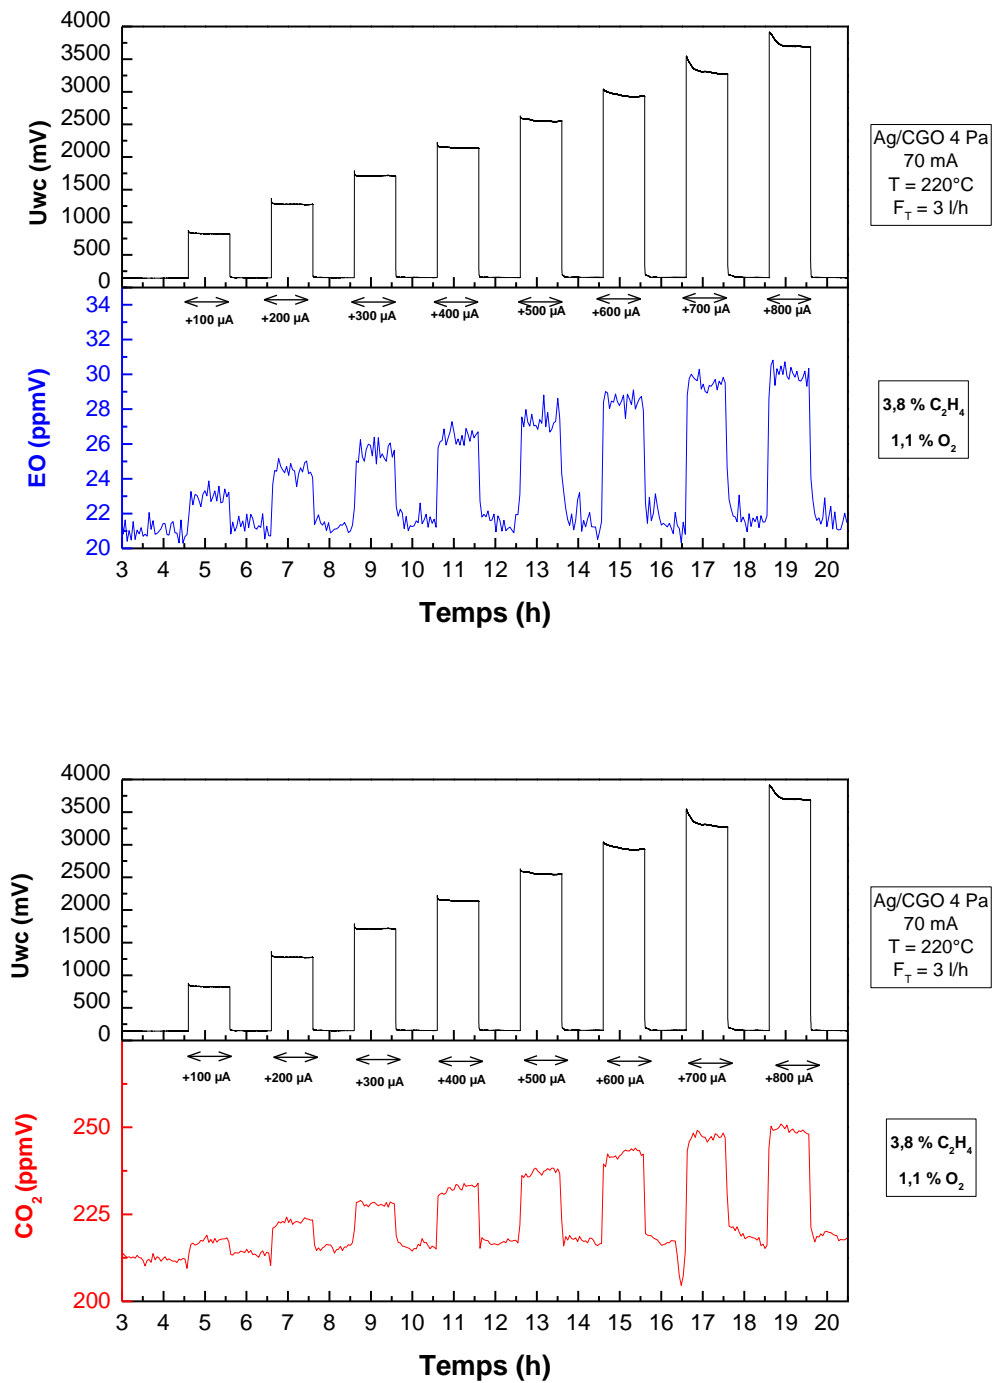 4000
3500
3000
2500
2000
1500
1000
500
0
Uwc (mV)
Ag/CGO 4 Pa
70 mA
T = 220°C
F_T = 3 l/h
+100 µA +200 µA +300 µA +400 µA +500 µA +600 µA +700 µA +800 µA
34
32
30
28
26
24
22
20
EO (ppmV)
3,8 % C₂H₄
1,1 % O₂
3 4 5 6 7 8 9 10 11 12 13 14 15 16 17 18 19 20
Temps (h)
4000
3500
3000
2500
2000
1500
1000
500
0
Uwc (mV)
Ag/CGO 4 Pa
70 mA
T = 220°C
F_T = 3 l/h
+100 µA +200 µA +300 µA +400 µA +500 µA +600 µA +700 µA +800 µA
250
225
200
CO₂ (ppmV)
3,8 % C₂H₄
1,1 % O₂
3 4 5 6 7 8 9 10 11 12 13 14 15 16 17 18 19 20
Temps (h)